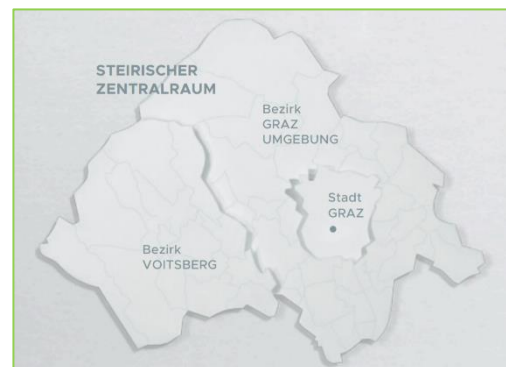 STEIRISCHER
ZENTRALRAUM
Bezirk
GRAZ
UMGEBUNG
Stadt
GRAZ
Bezirk
VOITSBERG